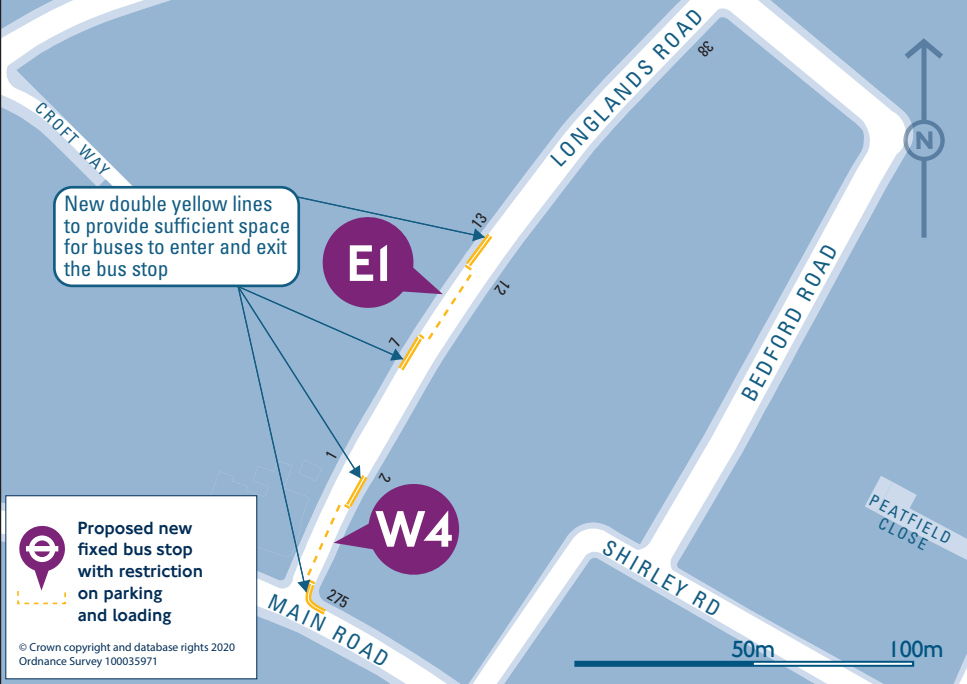 LONGLANDS ROAD
38
CROFT WAY
N
New double yellow lines
to provide sufficient space
for buses to enter and exit
the bus stop
13
E1
12
BEDFORD ROAD
7
1
2
W4
PEATFIELD
CLOSE
Proposed new
fixed bus stop
with restriction
on parking
and loading
© Crown copyright and database rights 2020
Ordnance Survey 100035971
275
MAIN ROAD
SHIRLEY RD
50m
100m